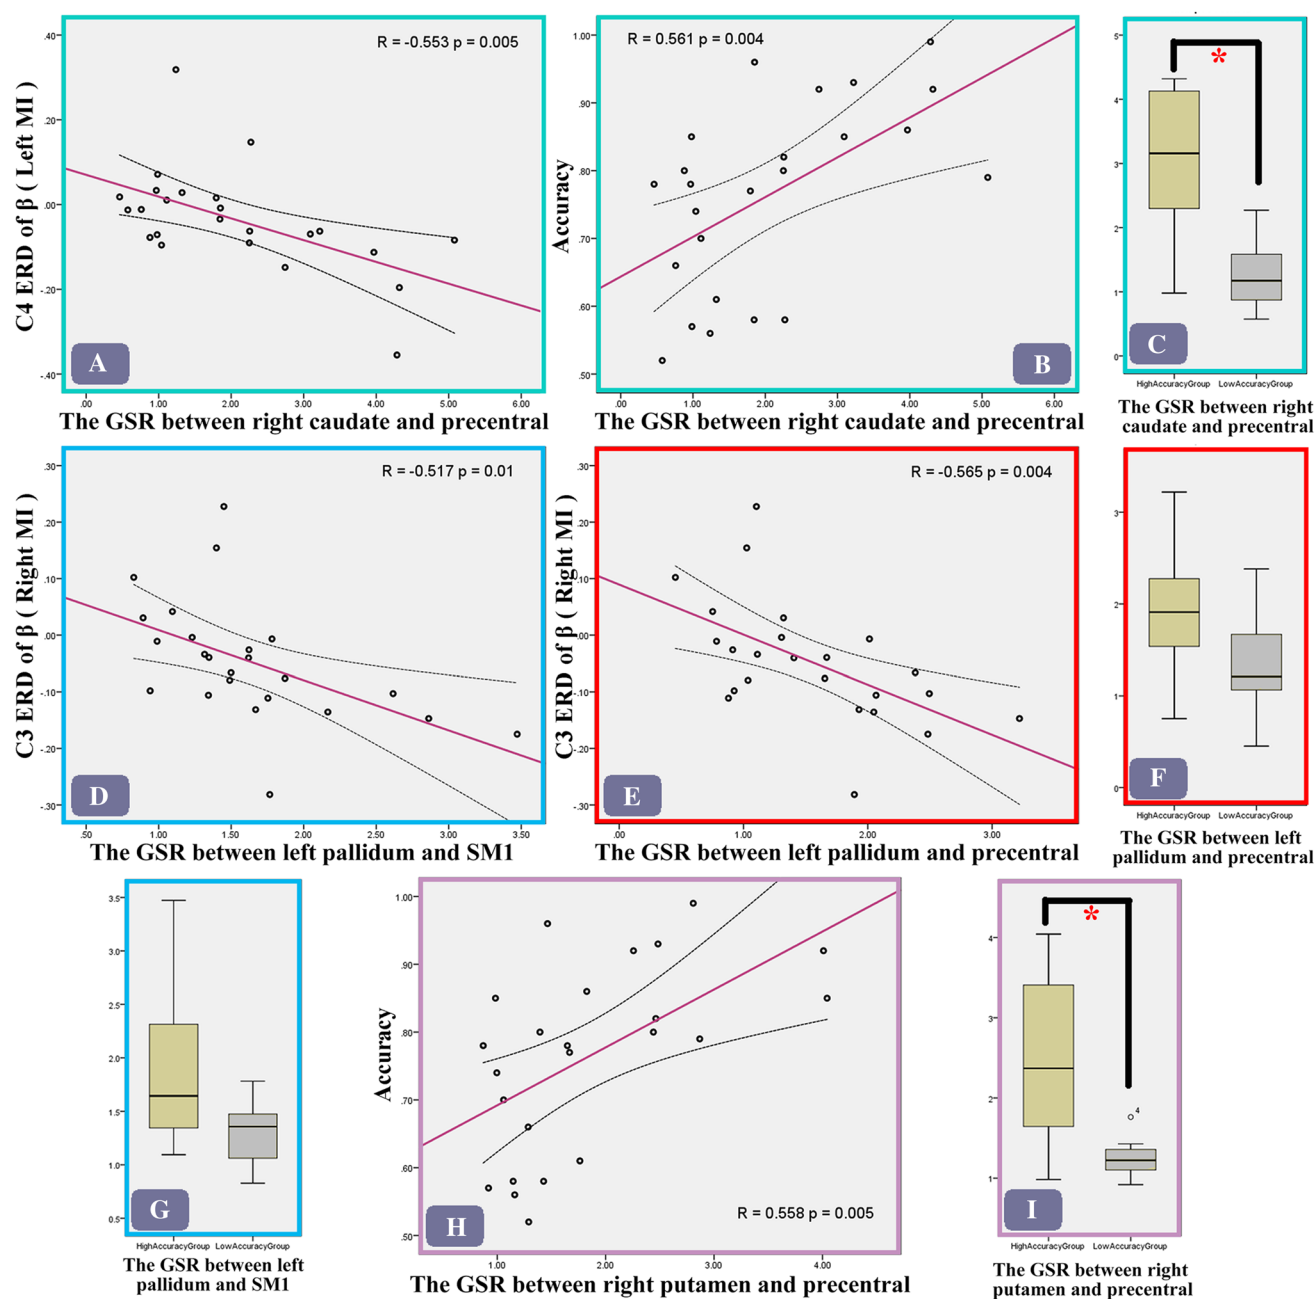 R = -0.553 p = 0.005
C4 ERD of β ( Left MI )
.40
.20
.00
-.20
-.40
A
.00 1.00 2.00 3.00 4.00 5.00 6.00
The GSR between right caudate and precentral
R = 0.561 p = 0.004
Accuracy
1.00
.90
.80
.70
.60
.50
B
.00 1.00 2.00 3.00 4.00 5.00 6.00
The GSR between right caudate and precentral
*
5
4
3
2
1
0
C
HighAccuracyGroup LowAccuracyGroup
The GSR between right
caudate and precentral
R = -0.517 p = 0.01
C3 ERD of β ( Right MI )
.30
.20
.10
.00
-.10
-.20
-.30
D
.50 1.00 1.50 2.00 2.50 3.00 3.50
The GSR between left pallidum and SM1
R = -0.565 p = 0.004
C3 ERD of β ( Right MI )
.30
.20
.10
.00
-.10
-.20
-.30
E
.00 1.00 2.00 3.00
The GSR between left pallidum and precentral
3
2
1
0
F
HighAccuracyGroup LowAccuracyGroup
The GSR between left
pallidum and precentral
3.5
3.0
2.5
2.0
1.5
1.0
0.5
G
HighAccuracyGroup LowAccuracyGroup
The GSR between left
pallidum and SM1
Accuracy
1.00
.90
.80
.70
.60
.50
R = 0.558 p = 0.005
H
1.00 2.00 3.00 4.00
The GSR between right putamen and precentral
*
4
3
2
1
4
I
HighAccuracyGroup LowAccuracyGroup
The GSR between right
putamen and precentral